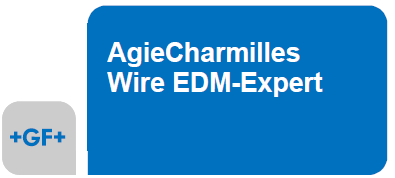 AgieCharmilles
Wire EDM-Expert
+GF+